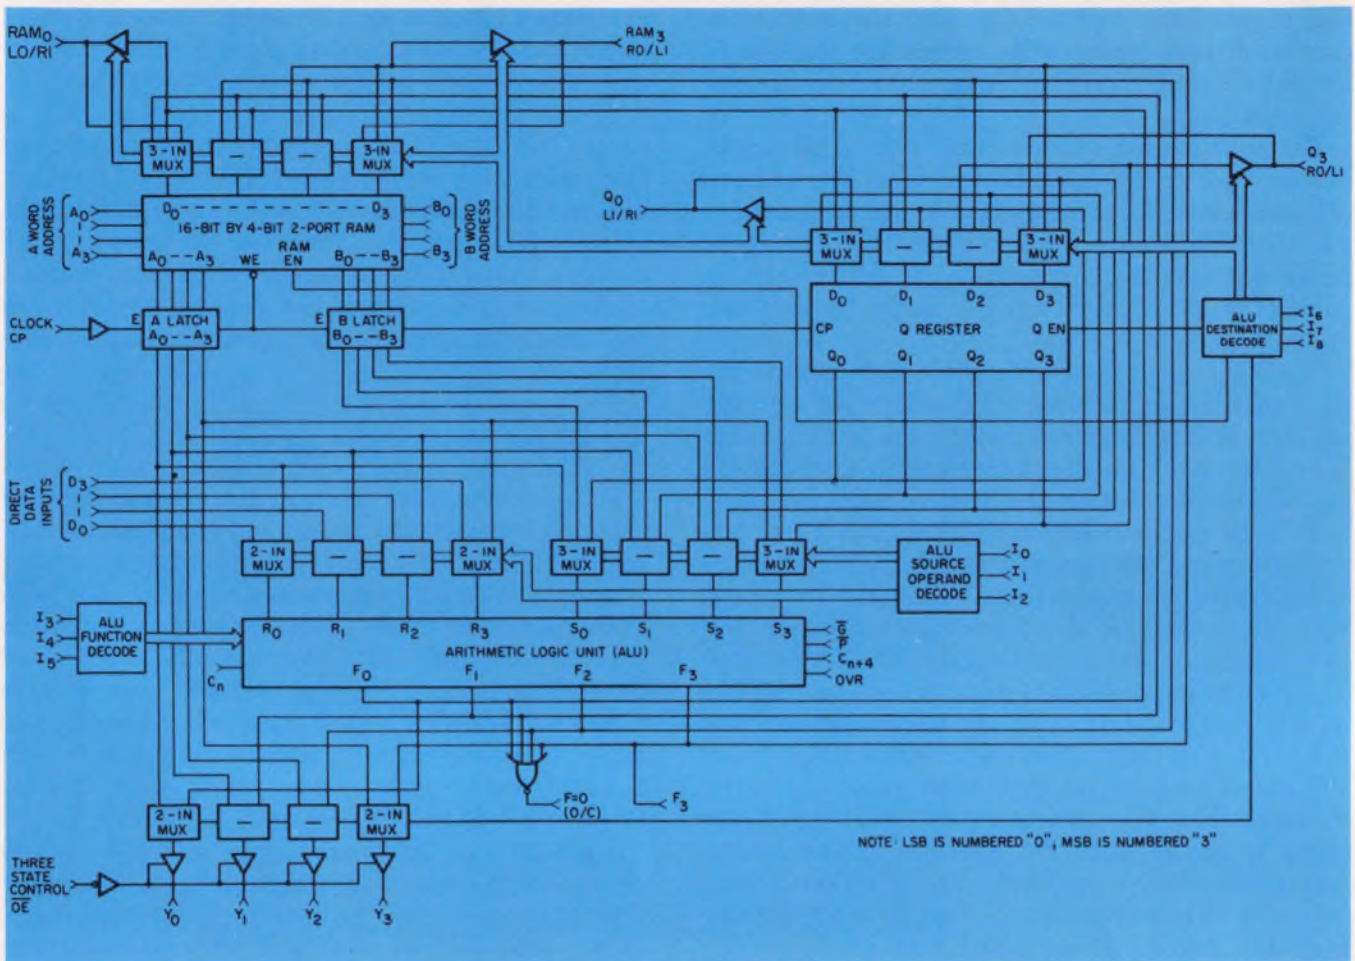 RAM0
LO/RI
RAM3
RO/LI
3-IN
MUX
3-IN
MUX
A WORD
ADDRESS
A0
A3
D0 D3
16-BIT BY 4-BIT 2-PORT RAM
A0--A3 WE RAM
EN B0--B3
B0
B3
B WORD
ADDRESS
Q0
LI/RI
Q3
RO/LI
3-IN
MUX
3-IN
MUX
D0 D1 D2 D3
CP Q REGISTER Q EN
Q0 Q1 Q2 Q3
ALU
DESTINATION
DECODE
I6
I7
I8
CLOCK
CP
E
A LATCH
A0--A3
E
B LATCH
B0--B3
DIRECT
DATA
INPUTS
D3
D0
2-IN
MUX
2-IN
MUX
3-IN
MUX
3-IN
MUX
ALU
SOURCE
OPERAND
DECODE
I0
I1
I2
I3
I4
I5
ALU
FUNCTION
DECODE
R0 R1 R2 R3 S0 S1 S2 S3
ARITHMETIC LOGIC UNIT (ALU)
F0 F1 F2 F3
Cn
G̅
P̅
Cn+4
OVR
F=0
(O/C)
F3
2-IN
MUX
2-IN
MUX
NOTE: LSB IS NUMBERED "0", MSB IS NUMBERED "3"
THREE
STATE
CONTROL
O̅E̅
Y0 Y1 Y2 Y3